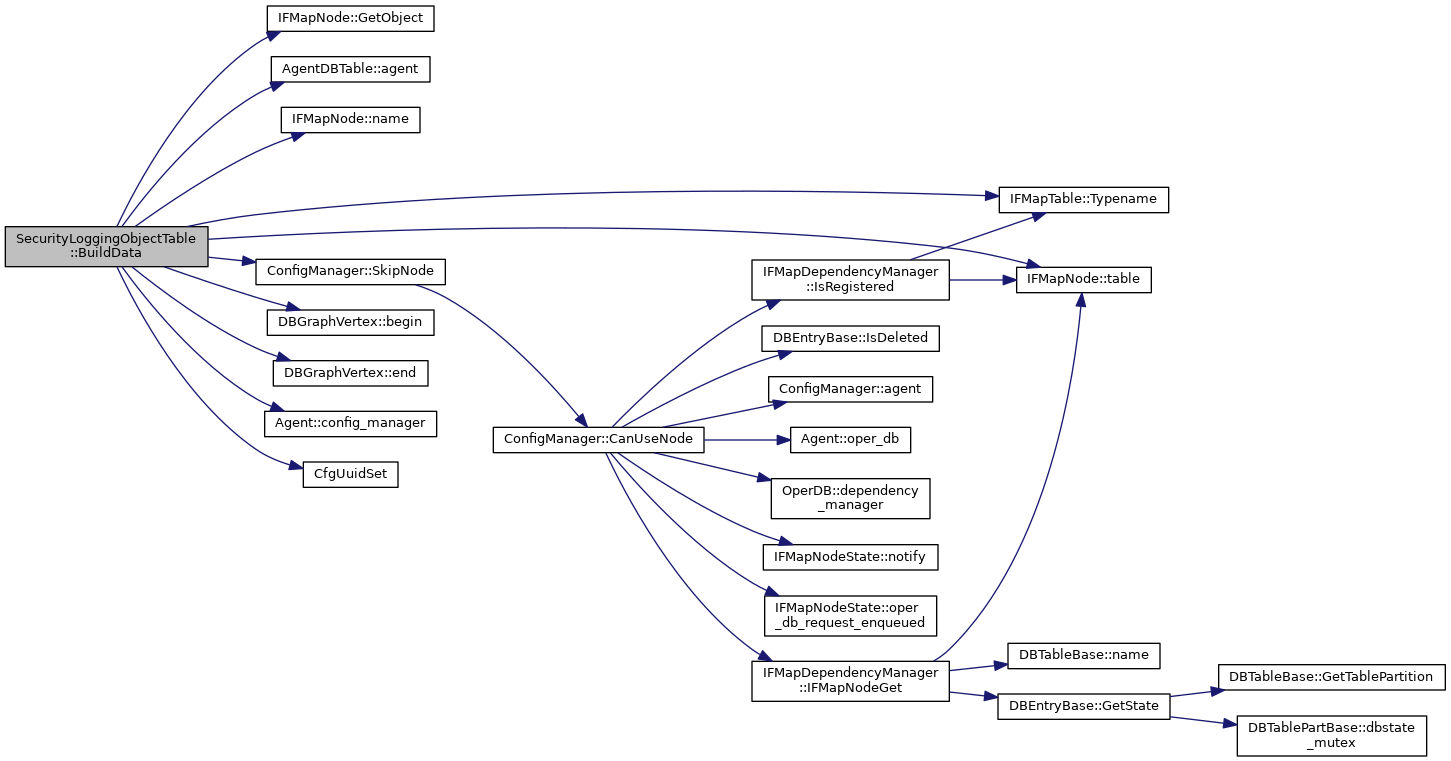 SecurityLoggingObjectTable
::BuildData
IFMapNode::GetObject
AgentDBTable::agent
IFMapNode::name
IFMapTable::Typename
IFMapNode::table
ConfigManager::SkipNode
DBGraphVertex::begin
DBGraphVertex::end
Agent::config_manager
CfgUuidSet
ConfigManager::CanUseNode
IFMapDependencyManager
::IsRegistered
DBEntryBase::IsDeleted
ConfigManager::agent
Agent::oper_db
OperDB::dependency
_manager
IFMapNodeState::notify
IFMapNodeState::oper
_db_request_enqueued
IFMapDependencyManager
::IFMapNodeGet
DBTableBase::name
DBEntryBase::GetState
DBTableBase::GetTablePartition
DBTablePartBase::dbstate
_mutex